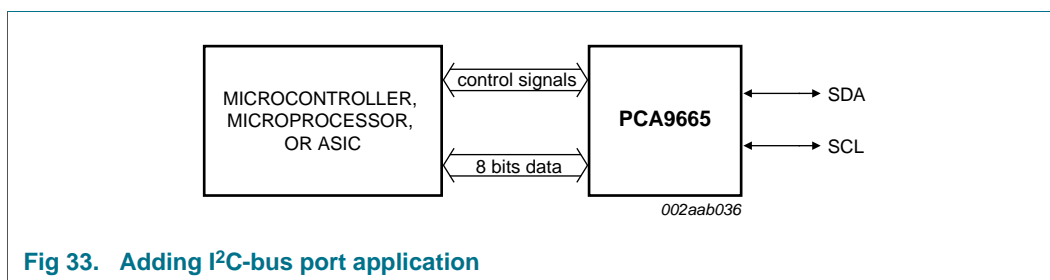 MICROCONTROLLER,
MICROPROCESSOR,
OR ASIC
control signals
8 bits data
PCA9665
SDA
SCL
002aab036
Fig 33. Adding I²C-bus port application